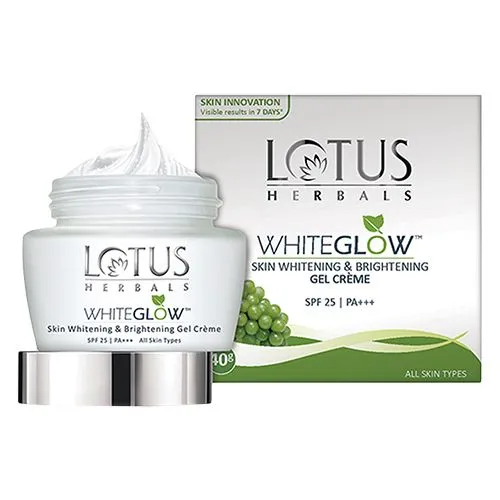 SKIN INNOVATION
Visible results in 7 DAYS*
LOTUS
HERBALS
WHITEGLOW™
SKIN WHITENING & BRIGHTENING
GEL CRÈME
SPF 25 | PA+++
40g
ALL SKIN TYPES
LOTUS
HERBALS
WHITEGLOW™
Skin Whitening & Brightening Gel Crème
SPF 25 | PA+++ All Skin Types